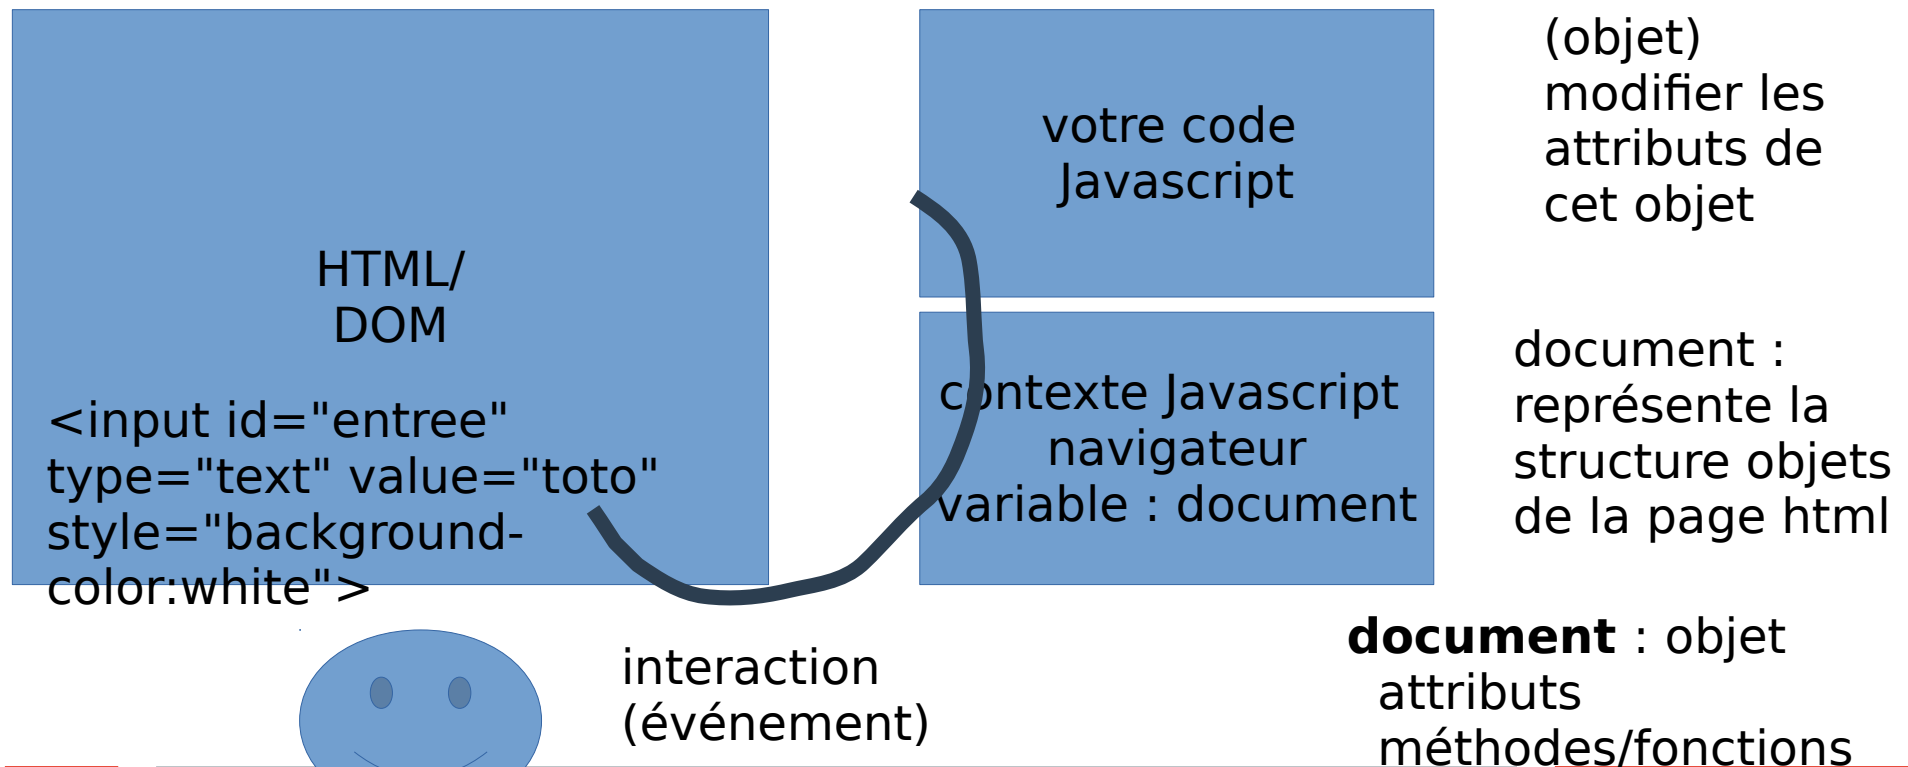 HTML/
DOM
<input id="entree"
type="text" value="toto"
style="background-
color:white">
votre code
Javascript
contexte Javascript
navigateur
variable : document
(objet)
modifier les
attributs de
cet objet
document :
représente la
structure objets
de la page html
interaction
(événement)
document : objet
attributs
méthodes/fonctions